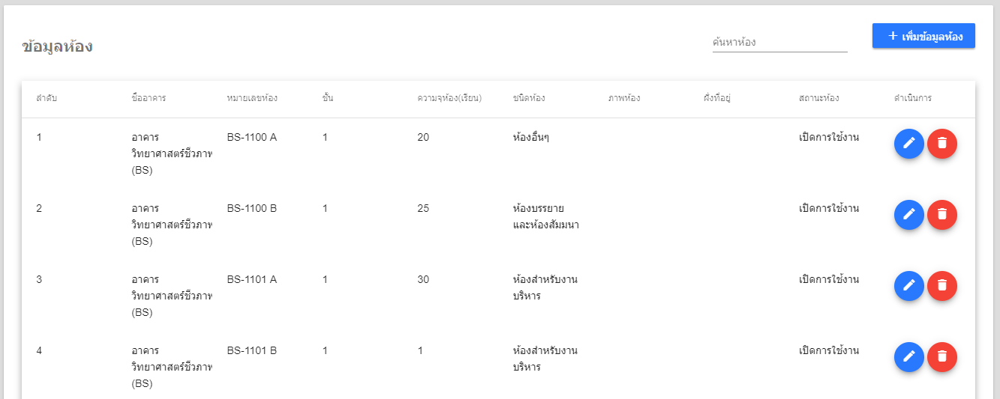 ข้อมูลห้อง
ค้นหาห้อง
+ เพิ่มข้อมูลห้อง
ลำดับ ชื่ออาคาร หมายเลขห้อง ชั้น ความจุห้อง(เรียน) ชนิดห้อง ภาพห้อง ฝั่งที่อยู่ สถานะห้อง ดำเนินการ
1 อาคาร BS-1100 A 1 20 ห้องอื่นๆ เปิดการใช้งาน
วิทยาศาสตร์ชีวภาพ
(BS)
2 อาคาร BS-1100 B 1 25 ห้องบรรยาย เปิดการใช้งาน
วิทยาศาสตร์ชีวภาพ และห้องสัมมนา
(BS)
3 อาคาร BS-1101 A 1 30 ห้องสำหรับงาน เปิดการใช้งาน
วิทยาศาสตร์ชีวภาพ บริหาร
(BS)
4 อาคาร BS-1101 B 1 1 ห้องสำหรับงาน เปิดการใช้งาน
วิทยาศาสตร์ชีวภาพ บริหาร
(BS)